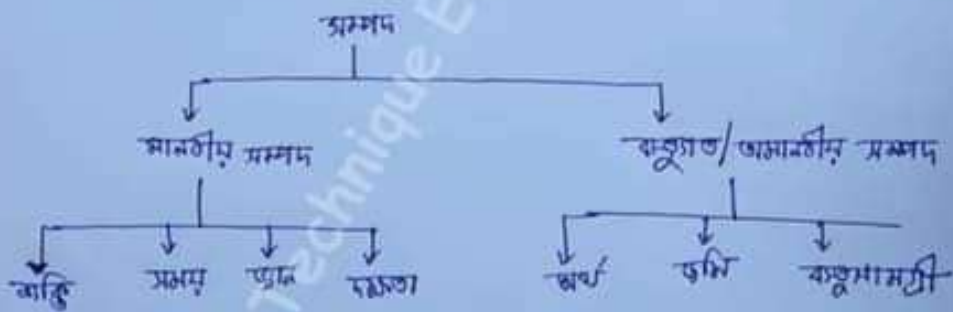 সম্পদ
মানবীয় সম্পদ
বস্তুগত/অমানবীয় সম্পদ
শক্তি সময় জ্ঞান দক্ষতা
অর্থ ভূমি বস্তুসামগ্রী
Technique E